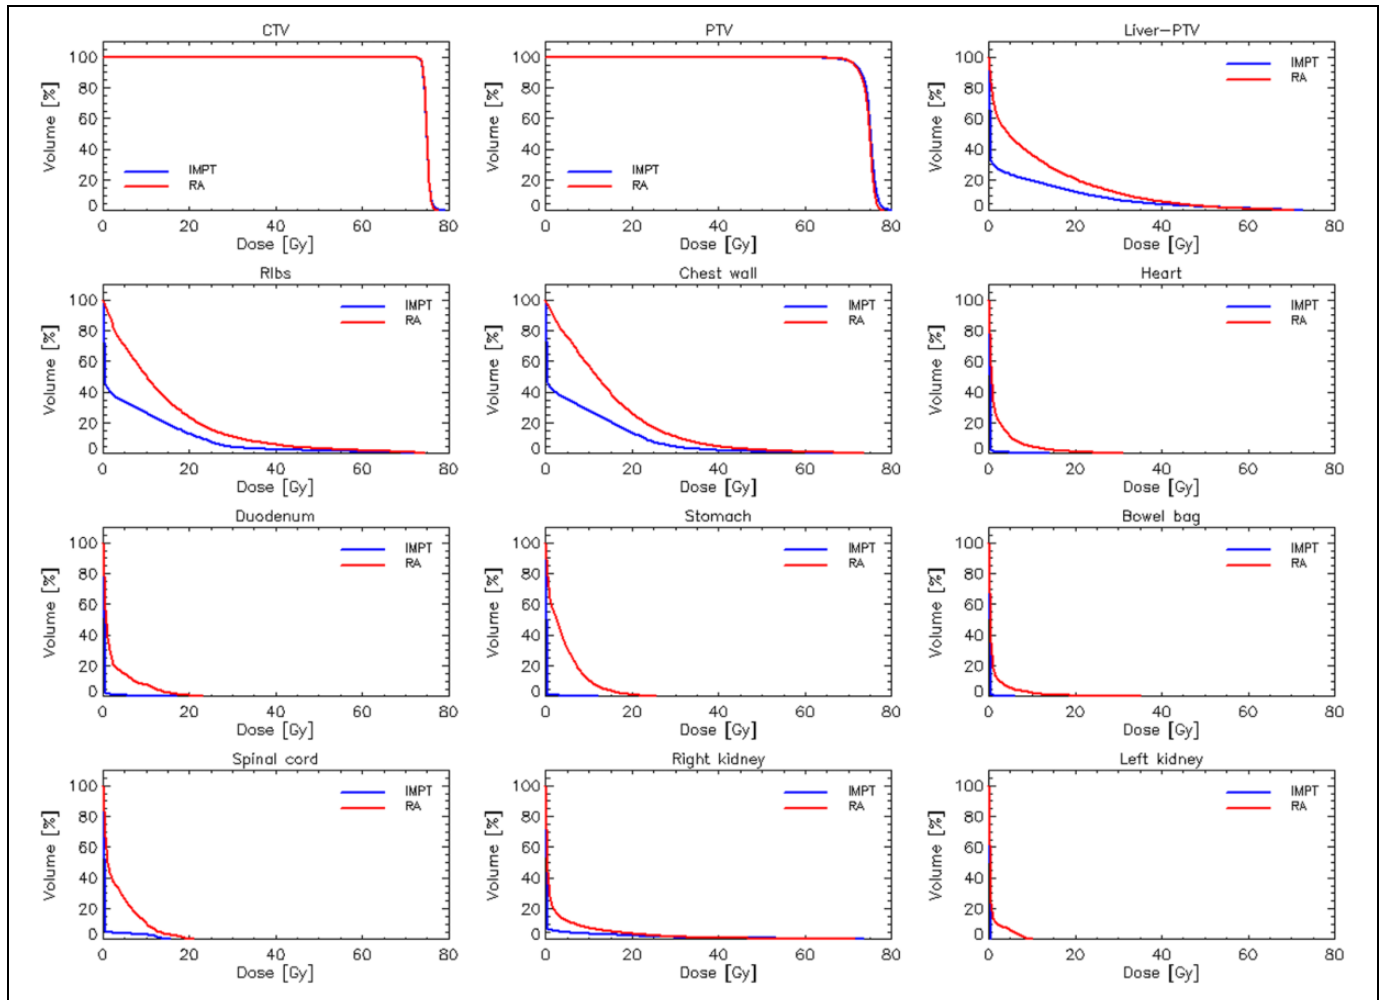 CTV
Volume [%]
100
80
60
40
20
0
IMPT
RA
0 20 40 60 80
Dose [Gy]
PTV
Volume [%]
100
80
60
40
20
0
IMPT
RA
0 20 40 60 80
Dose [Gy]
Liver-PTV
Volume [%]
100
80
60
40
20
0
IMPT
RA
0 20 40 60 80
Dose [Gy]
RIbs
Volume [%]
100
80
60
40
20
0
IMPT
RA
0 20 40 60 80
Dose [Gy]
Chest wall
Volume [%]
100
80
60
40
20
0
IMPT
RA
0 20 40 60 80
Dose [Gy]
Heart
Volume [%]
100
80
60
40
20
0
IMPT
RA
0 20 40 60 80
Dose [Gy]
Duodenum
Volume [%]
100
80
60
40
20
0
IMPT
RA
0 20 40 60 80
Dose [Gy]
Stomach
Volume [%]
100
80
60
40
20
0
IMPT
RA
0 20 40 60 80
Dose [Gy]
Bowel bag
Volume [%]
100
80
60
40
20
0
IMPT
RA
0 20 40 60 80
Dose [Gy]
Spinal cord
Volume [%]
100
80
60
40
20
0
IMPT
RA
0 20 40 60 80
Dose [Gy]
Right kidney
Volume [%]
100
80
60
40
20
0
IMPT
RA
0 20 40 60 80
Dose [Gy]
Left kidney
Volume [%]
100
80
60
40
20
0
IMPT
RA
0 20 40 60 80
Dose [Gy]